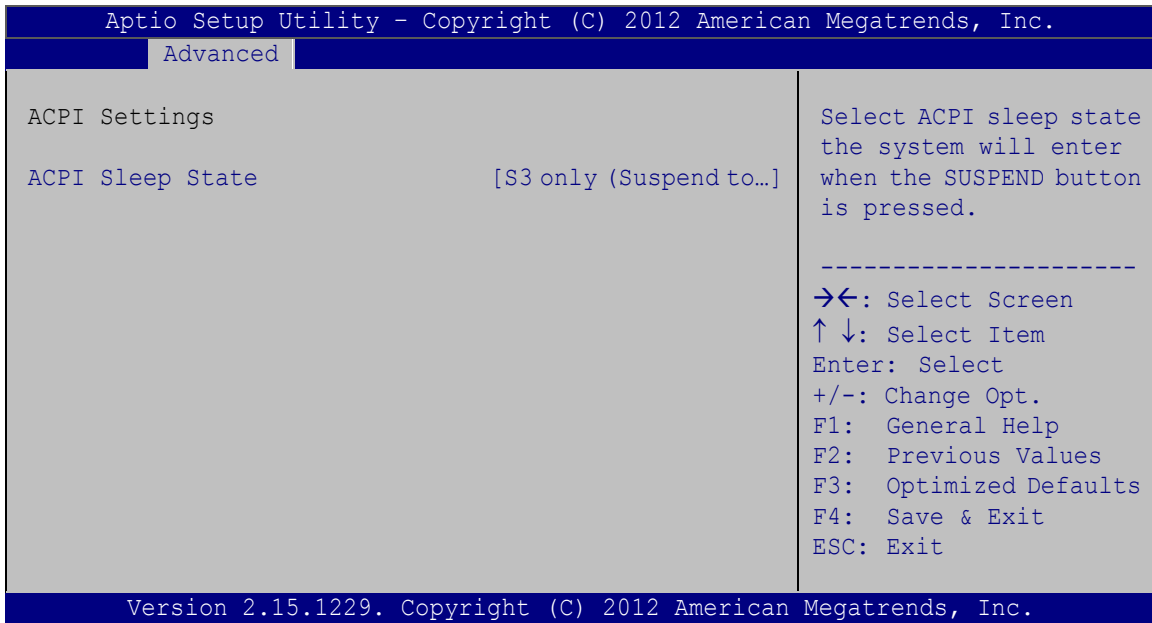 Aptio Setup Utility – Copyright (C) 2012 American Megatrends, Inc.
Advanced
ACPI Settings
ACPI Sleep State [S3 only (Suspend to…]
Select ACPI sleep state
the system will enter
when the SUSPEND button
is pressed.
----------------------
→←: Select Screen
↑ ↓: Select Item
Enter: Select
+/-: Change Opt.
F1: General Help
F2: Previous Values
F3: Optimized Defaults
F4: Save & Exit
ESC: Exit
Version 2.15.1229. Copyright (C) 2012 American Megatrends, Inc.